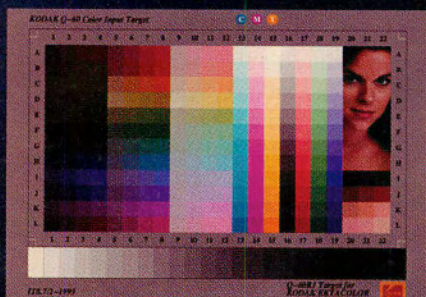 KODAK Q-60 Color Input Target
C M Y
1 2 3 4 5 6 7 8 9 10 11 12 13 14 15 16 17 18 19 20 21 22
A A
B B
C C
D D
E E
F F
G G
H H
I I
J J
K K
L L
1 2 3 4 5 6 7 8 9 10 11 12 13 14 15 16 17 18 19 20 21 22
IT8.7/2-1993 Q-60R1 Target for
KODAK EKTACOLOR